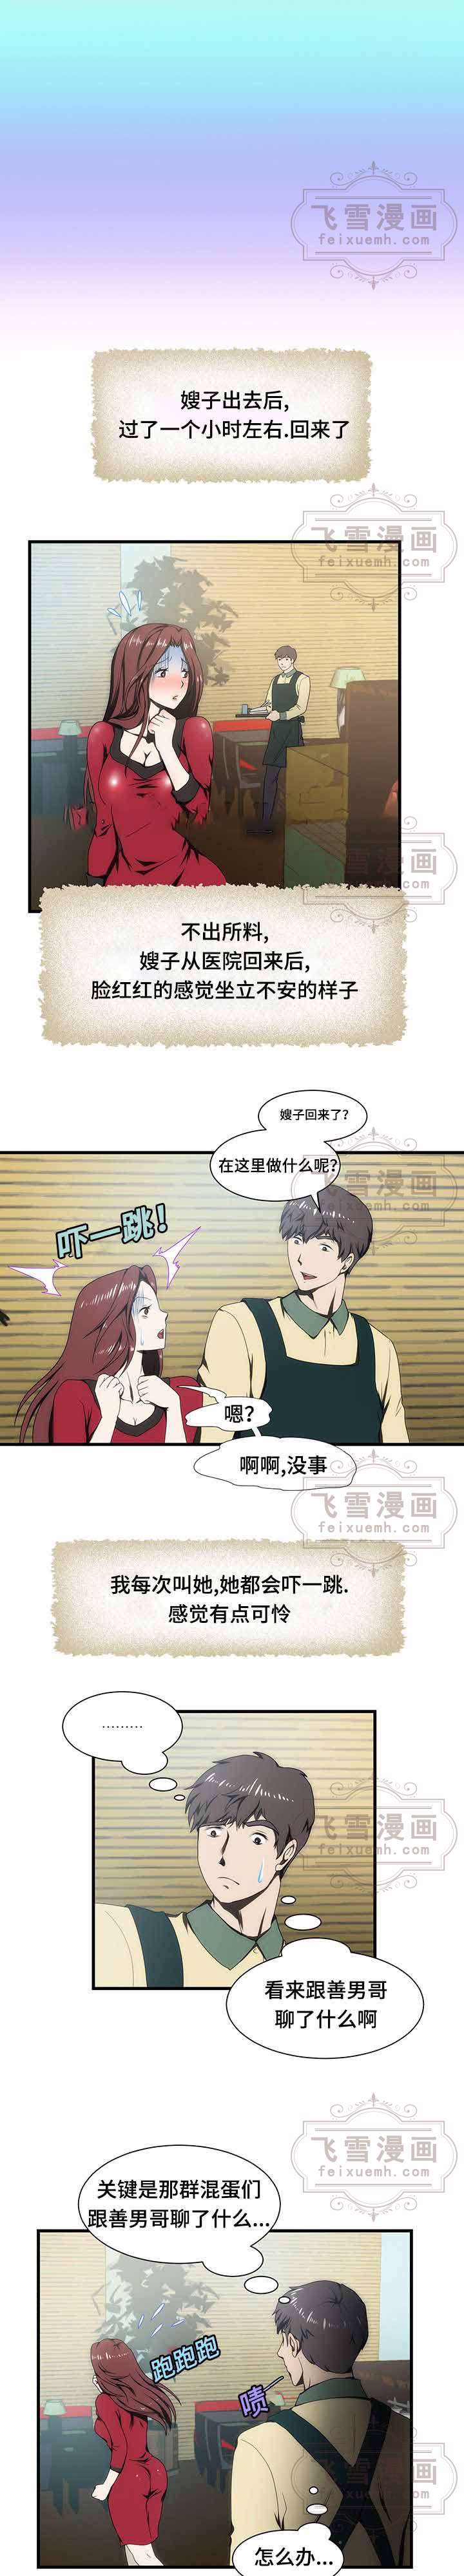 飞雪漫画
feixuemh.com
嫂子出去后,
过了一个小时左右.回来了
飞雪漫画
feixuemh.com
飞雪漫画
不出所料,
嫂子从医院回来后,
脸红红的感觉坐立不安的样子
嫂子回来了?
在这里做什么呢?
吓一跳!
嗯?
啊啊,没事
飞雪漫画
feixuemh.com
我每次叫她,她都会吓一跳.
感觉有点可怜
·········
飞雪漫画
feixuemh.com
看来跟善男哥
聊了什么啊
飞雪漫画
feixuemh.com
关键是那群混蛋们
跟善男哥聊了什么...
跑跑跑
啧
怎么办...